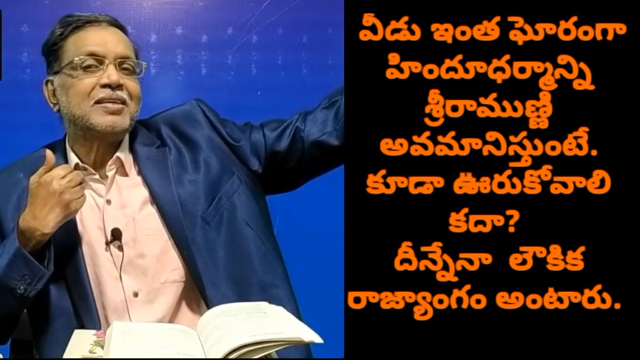 వీడు ఇంత ఘోరంగా
హిందూధర్మాన్ని
శ్రీరాముణ్ణి
అవమానిస్తుంటే.
కూడా ఊరుకోవాలి
కదా?
దీన్నేనా లౌకిక
రాజ్యాంగం అంటారు.